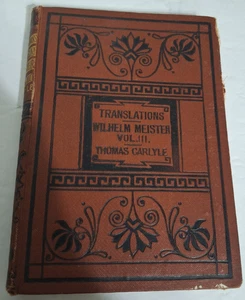 TRANSLATIONS
WILHELM MEISTER
VOL. III.
THOMAS CARLYLE